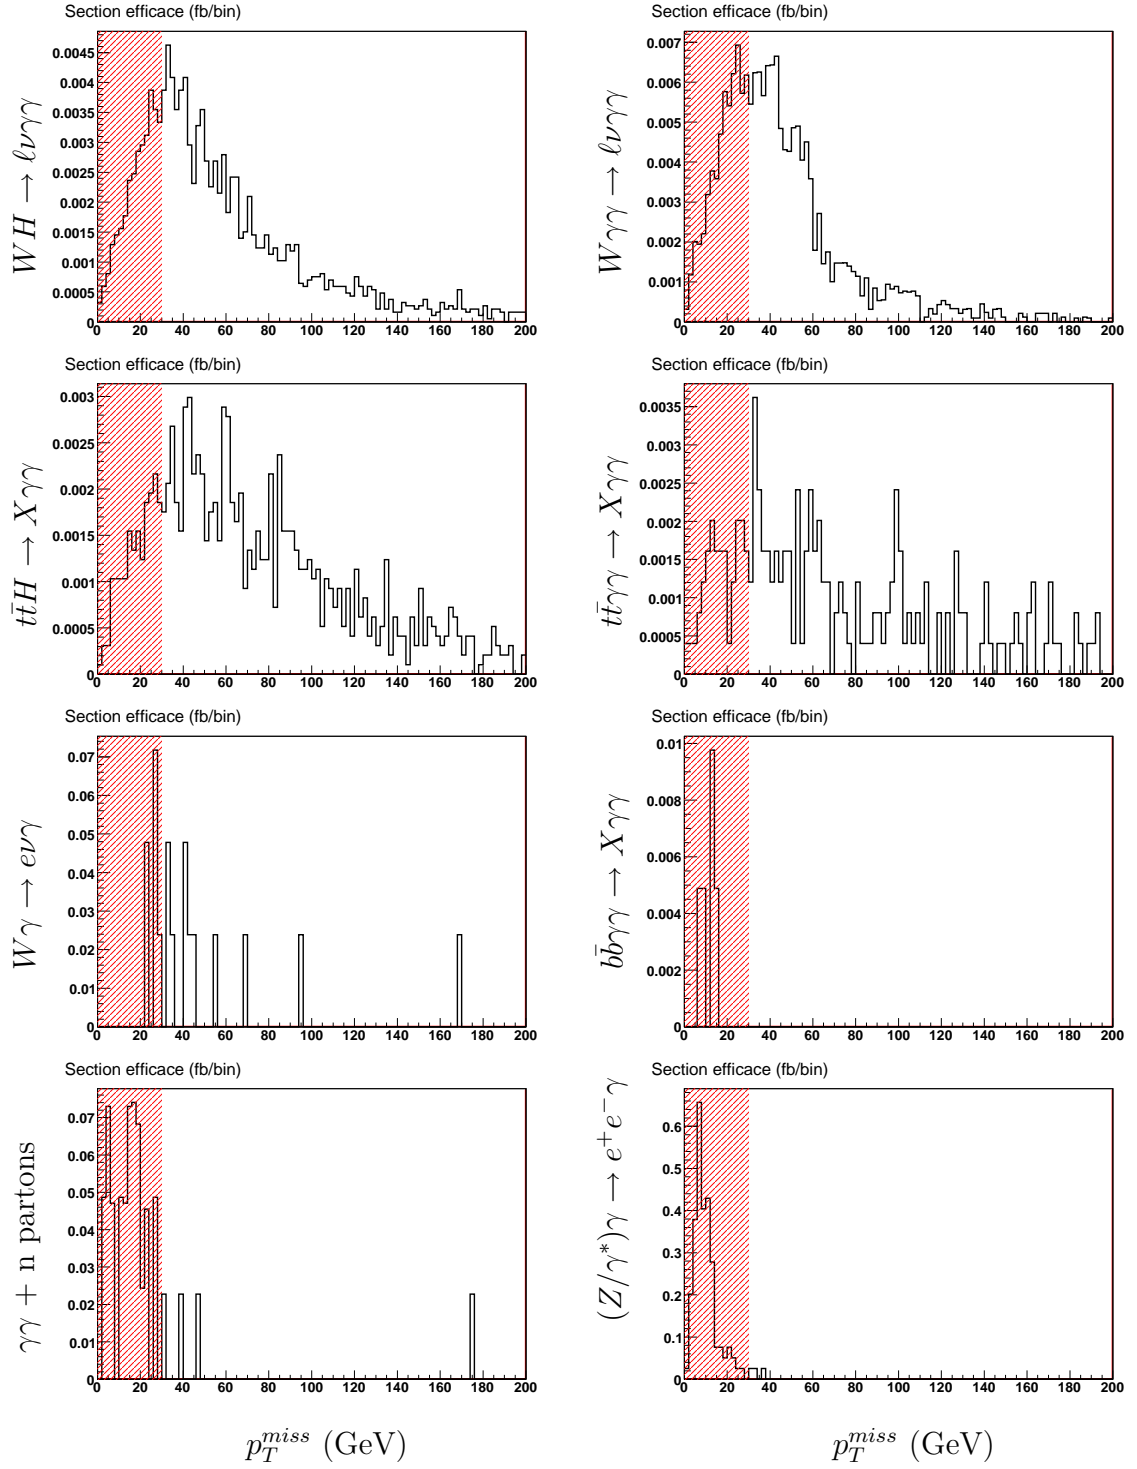 Section efficace (fb/bin)
WH → ℓνγγ
0.0045
0.004
0.0035
0.003
0.0025
0.002
0.0015
0.001
0.0005
0
0 20 40 60 80 100 120 140 160 180 200
Section efficace (fb/bin)
Wγγ → ℓνγγ
0.007
0.006
0.005
0.004
0.003
0.002
0.001
0
0 20 40 60 80 100 120 140 160 180 200
Section efficace (fb/bin)
tt̄H → Xγγ
0.003
0.0025
0.002
0.0015
0.001
0.0005
0
0 20 40 60 80 100 120 140 160 180 200
Section efficace (fb/bin)
tt̄γγ → Xγγ
0.0035
0.003
0.0025
0.002
0.0015
0.001
0.0005
0
0 20 40 60 80 100 120 140 160 180 200
Section efficace (fb/bin)
Wγ → eνγ
0.07
0.06
0.05
0.04
0.03
0.02
0.01
0
0 20 40 60 80 100 120 140 160 180 200
Section efficace (fb/bin)
bb̄γγ → Xγγ
0.01
0.008
0.006
0.004
0.002
0
0 20 40 60 80 100 120 140 160 180 200
Section efficace (fb/bin)
γγ + n partons
0.07
0.06
0.05
0.04
0.03
0.02
0.01
0
0 20 40 60 80 100 120 140 160 180 200
p_T^{miss} (GeV)
Section efficace (fb/bin)
(Z/γ*)γ → e⁺e⁻γ
0.6
0.5
0.4
0.3
0.2
0.1
0
0 20 40 60 80 100 120 140 160 180 200
p_T^{miss} (GeV)